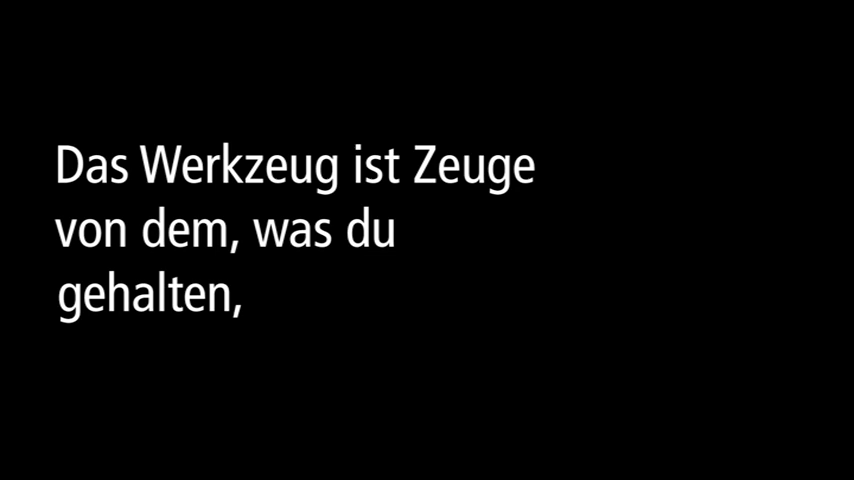 Das Werkzeug ist Zeuge
von dem, was du
gehalten,